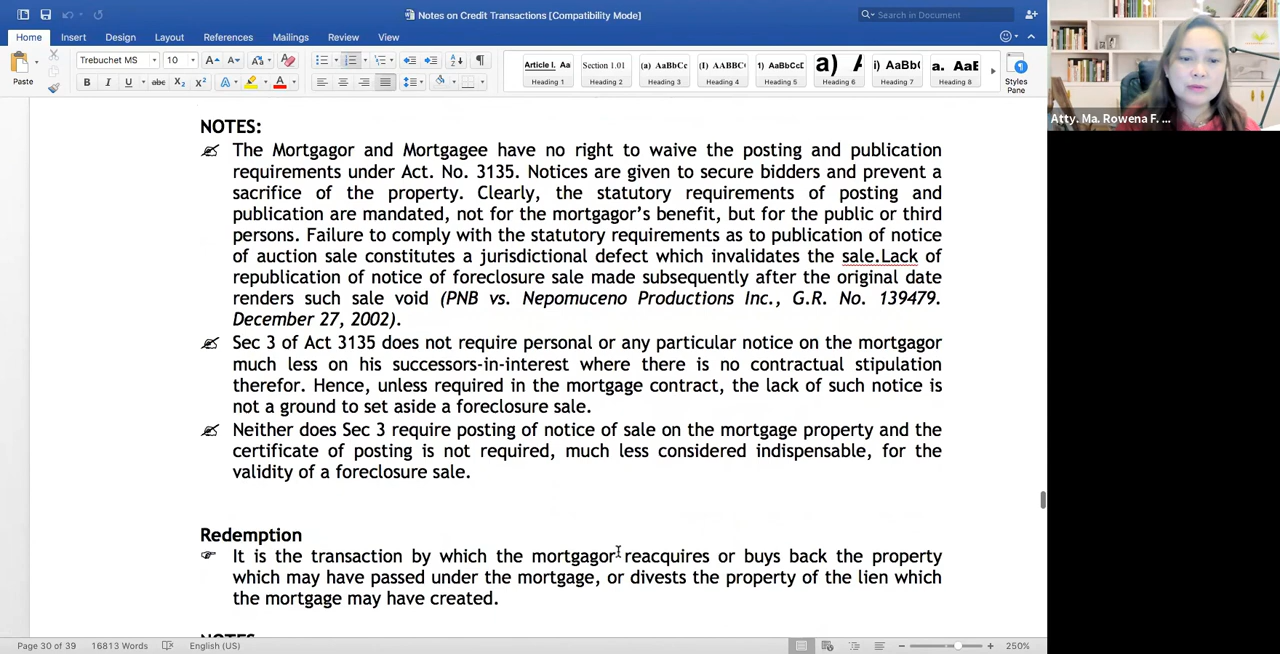 Notes on Credit Transactions [Compatibility Mode]
Search in Document
Home Insert Design Layout References Mailings Review View
Trebuchet MS 10
Paste
Heading 1 Heading 2 Heading 3 Heading 4 Heading 5 Heading 6 Heading 7 Heading 8 Styles Pane
Atty. Ma. Rowena F. ...
NOTES:
The Mortgagor and Mortgagee have no right to waive the posting and publication
requirements under Act. No. 3135. Notices are given to secure bidders and prevent a
sacrifice of the property. Clearly, the statutory requirements of posting and
publication are mandated, not for the mortgagor's benefit, but for the public or third
persons. Failure to comply with the statutory requirements as to publication of notice
of auction sale constitutes a jurisdictional defect which invalidates the sale.Lack of
republication of notice of foreclosure sale made subsequently after the original date
renders such sale void (PNB vs. Nepomuceno Productions Inc., G.R. No. 139479.
December 27, 2002).
Sec 3 of Act 3135 does not require personal or any particular notice on the mortgagor
much less on his successors-in-interest where there is no contractual stipulation
therefor. Hence, unless required in the mortgage contract, the lack of such notice is
not a ground to set aside a foreclosure sale.
Neither does Sec 3 require posting of notice of sale on the mortgage property and the
certificate of posting is not required, much less considered indispensable, for the
validity of a foreclosure sale.
Redemption
It is the transaction by which the mortgagor reacquires or buys back the property
which may have passed under the mortgage, or divests the property of the lien which
the mortgage may have created.
Page 30 of 39 16813 Words English (US) 250%